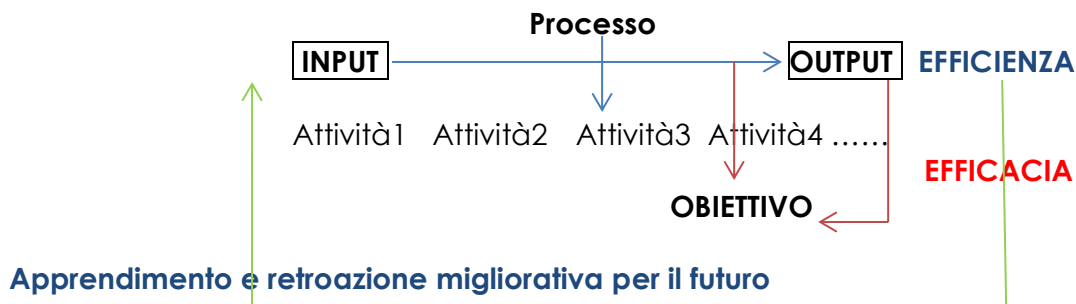 Processo
INPUT OUTPUT EFFICIENZA
Attività1 Attività2 Attività3 Attività4 ......
EFFICACIA
OBIETTIVO
Apprendimento e retroazione migliorativa per il futuro